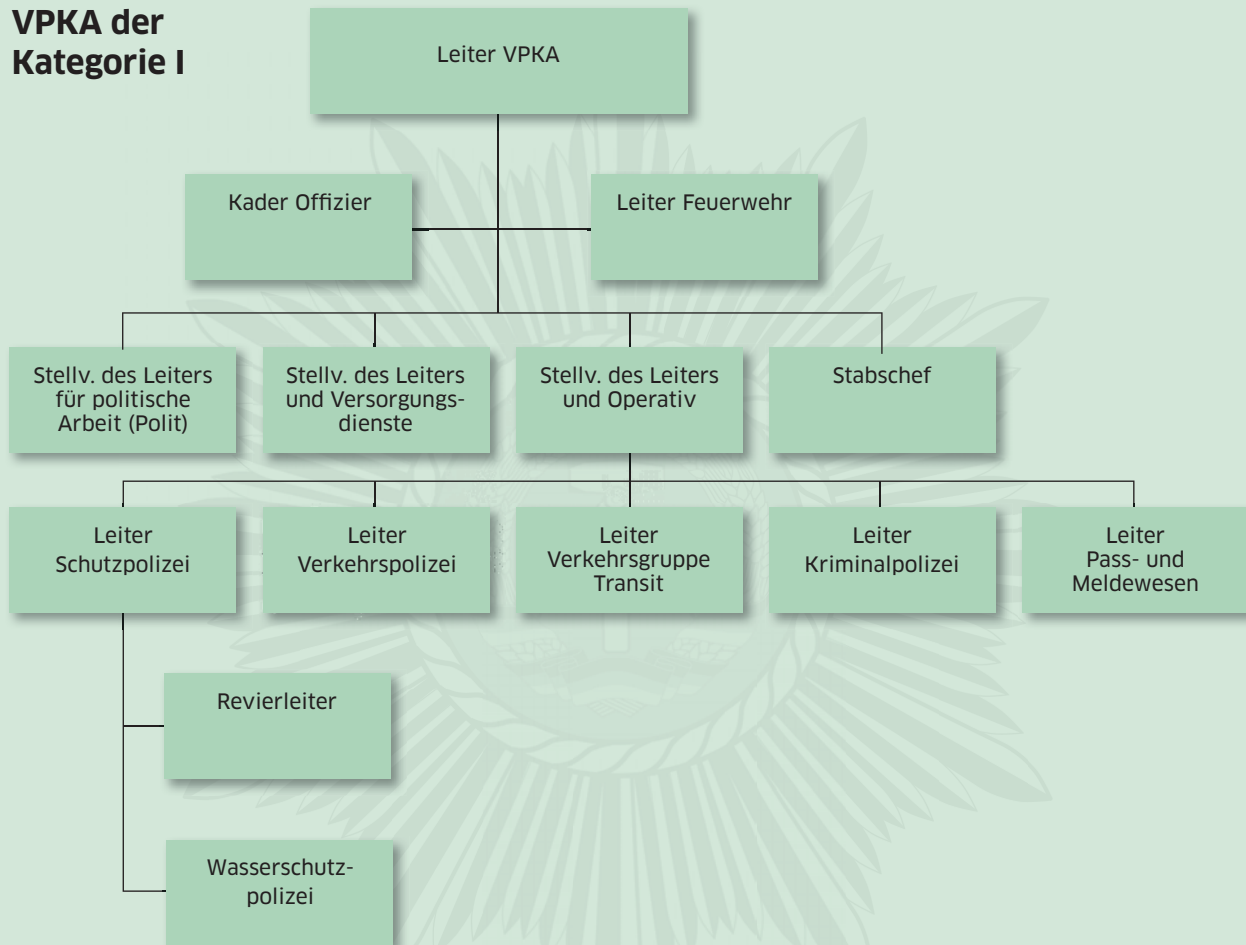 VPKA der
Kategorie I
Leiter VPKA
Kader Offizier
Leiter Feuerwehr
Stellv. des Leiters
für politische
Arbeit (Polit)
Stellv. des Leiters
und Versorgungs-
dienste
Stellv. des Leiters
und Operativ
Stabschef
Leiter
Schutzpolizei
Leiter
Verkehrspolizei
Leiter
Verkehrsgruppe
Transit
Leiter
Kriminalpolizei
Leiter
Pass- und
Meldewesen
Revierleiter
Wasserschutz-
polizei